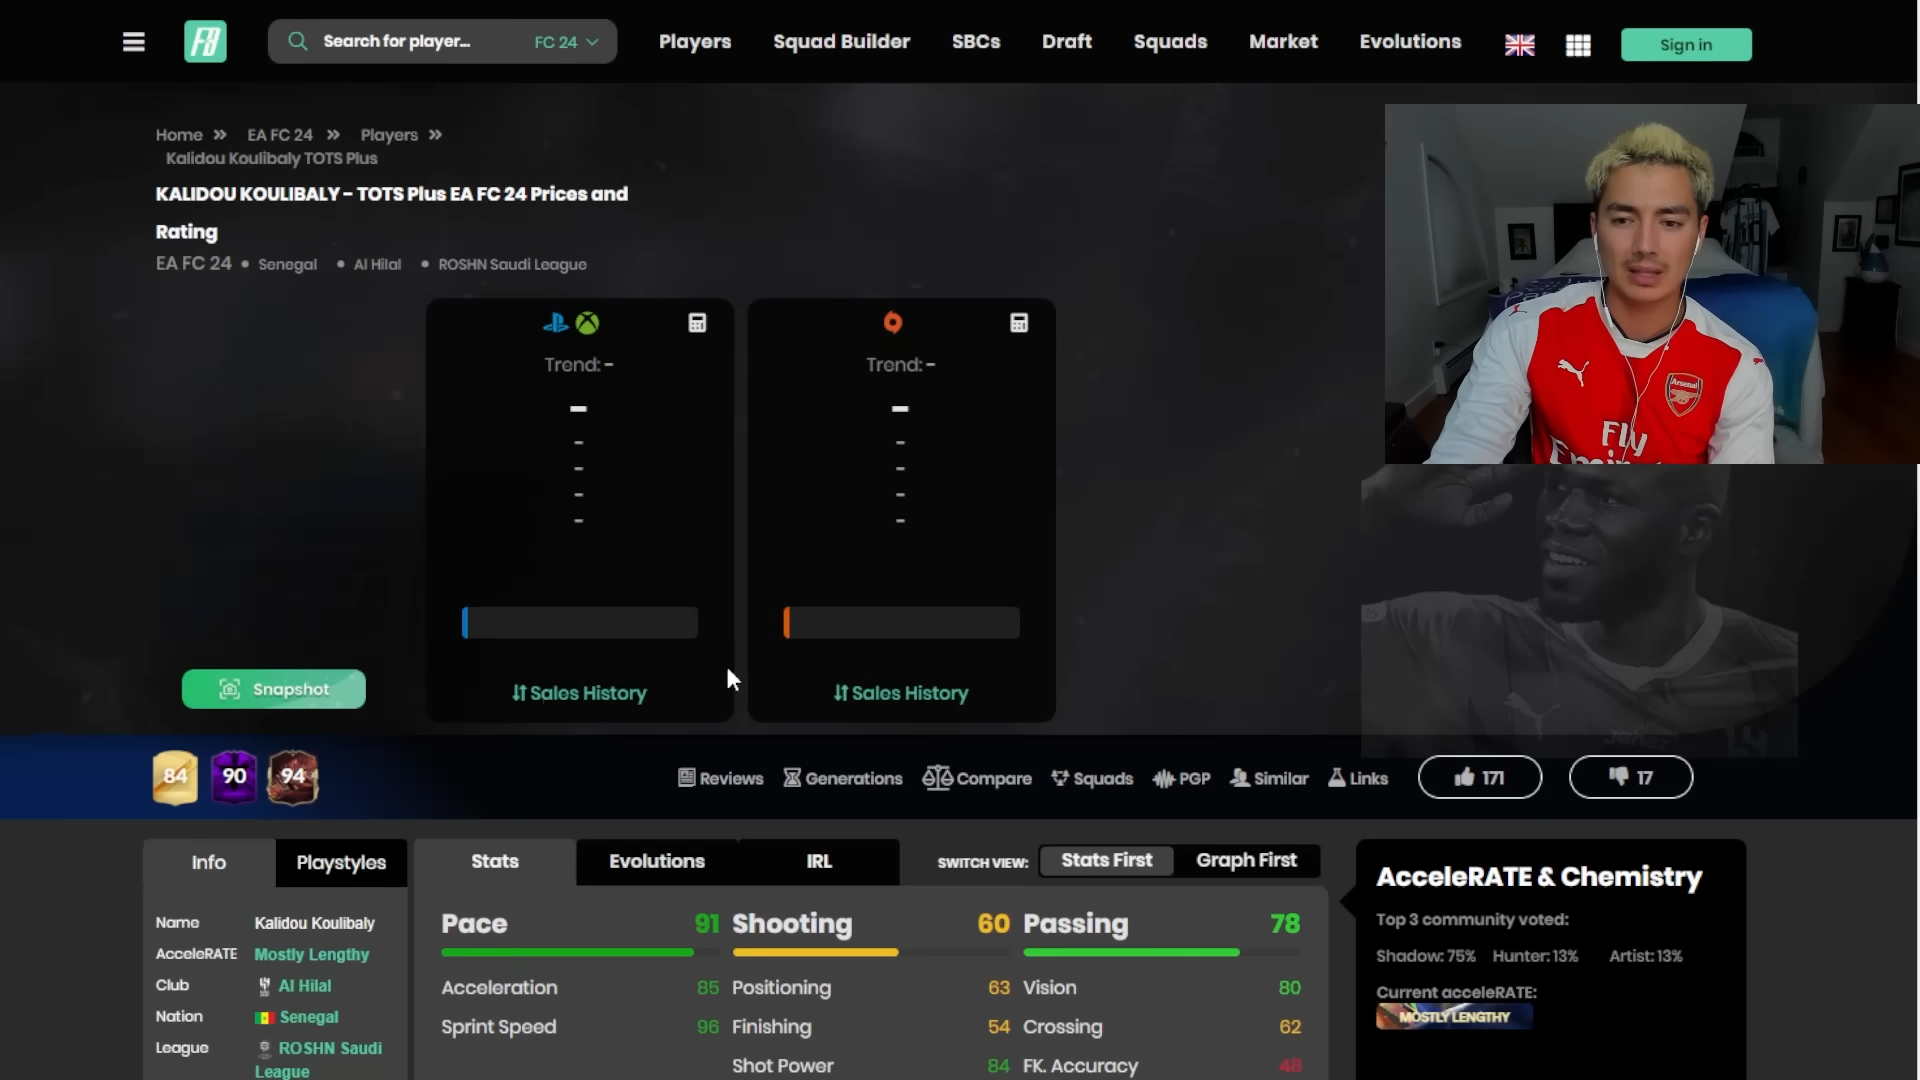 F8
Search for player...
FC 24
Players
Squad Builder
SBCs
Draft
Squads
Market
Evolutions
Sign in
Home » EA FC 24 » Players »
Kalidou Koulibaly TOTS Plus
KALIDOU KOULIBALY - TOTS Plus EA FC 24 Prices and
Rating
EA FC 24 • Senegal • Al Hilal • ROSHN Saudi League
Trend: -
-
-
-
-
-
Sales History
Trend: -
-
-
-
-
-
Sales History
Arsenal
Fly
Snapshot
84
90
94
Reviews
Generations
Compare
Squads
PGP
Similar
Links
171
17
Info
Playstyles
Name Kalidou Koulibaly
AcceleRATE Mostly Lengthy
Club Al Hilal
Nation Senegal
League ROSHN Saudi
League
Stats
Evolutions
IRL
SWITCH VIEW:
Stats First
Graph First
Pace 91
Acceleration 85
Sprint Speed 96
Shooting 60
Positioning 63
Finishing 54
Shot Power 84
Passing 78
Vision 80
Crossing 62
FK. Accuracy 48
AcceleRATE & Chemistry
Top 3 community voted:
Shadow: 75% Hunter: 13% Artist: 13%
Current acceleRATE:
MOSTLY LENGTHY